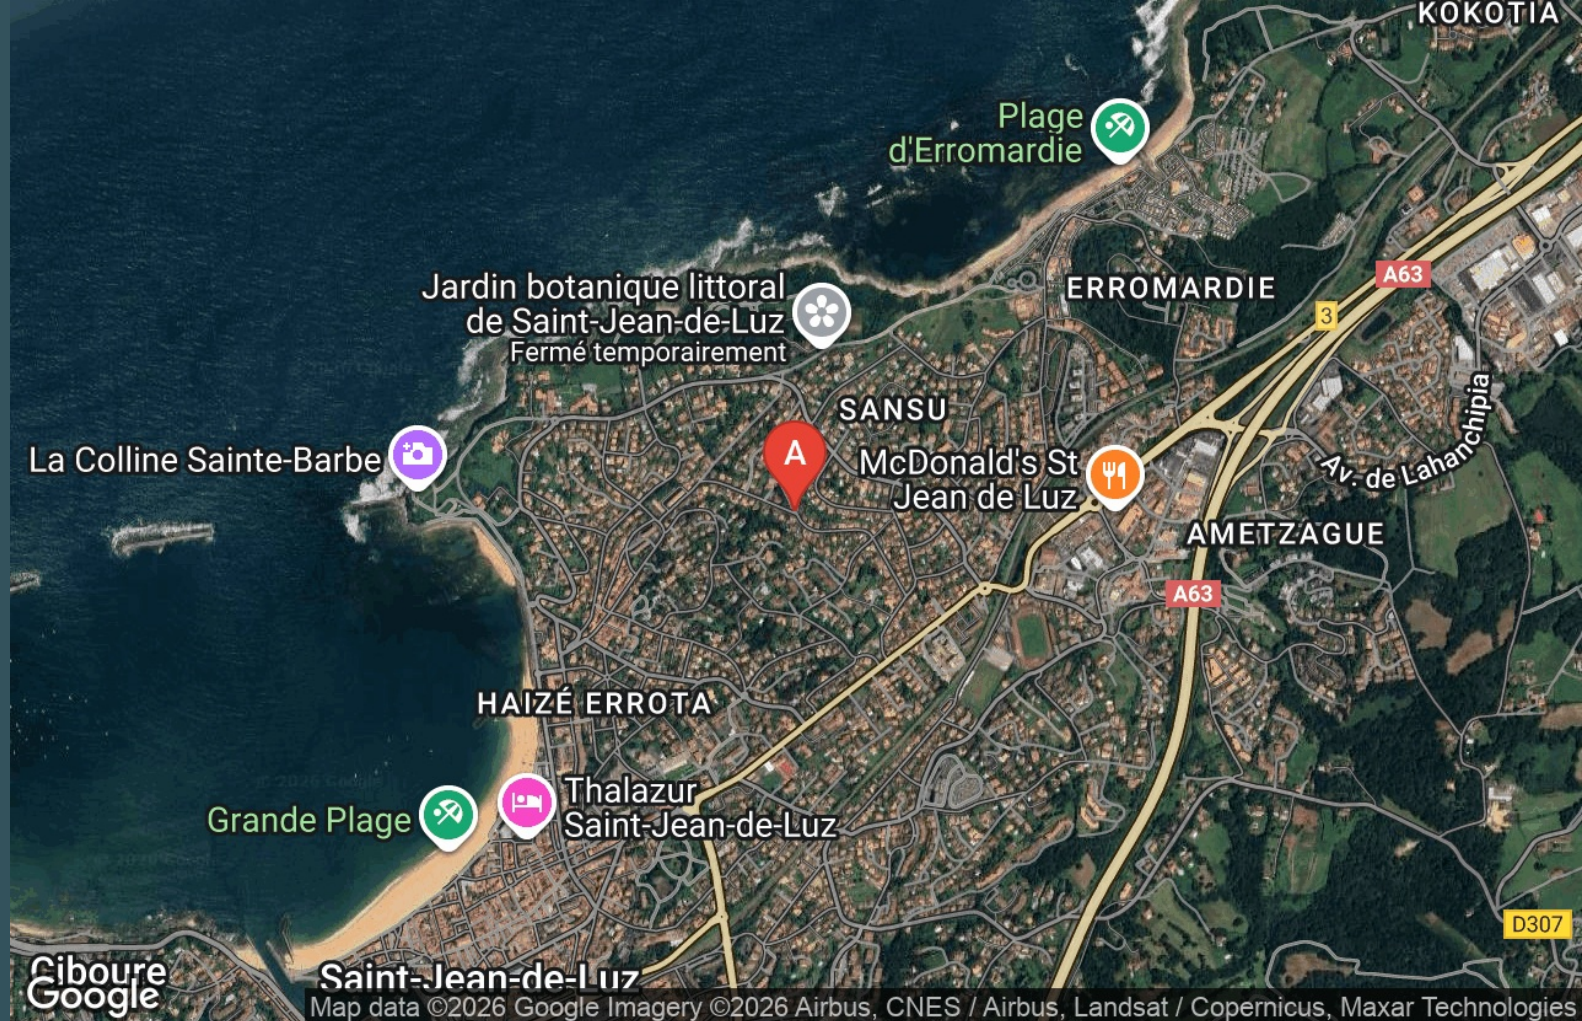 KOKOTIA
Plage
d'Erromardie
A63
Jardin botanique littoral
de Saint-Jean-de-Luz
Fermé temporairement
ERROMARDIE
3
SANSU
A
La Colline Sainte-Barbe
McDonald's St
Jean de Luz
Av. de Lahanchipia
AMETZAGUE
A63
HAIZÉ ERROTA
Thalazur
Saint-Jean-de-Luz
Grande Plage
D307
Ciboure
Google
Saint-Jean-de-Luz
Map data ©2026 Google Imagery ©2026 Airbus, CNES / Airbus, Landsat / Copernicus, Maxar Technologies